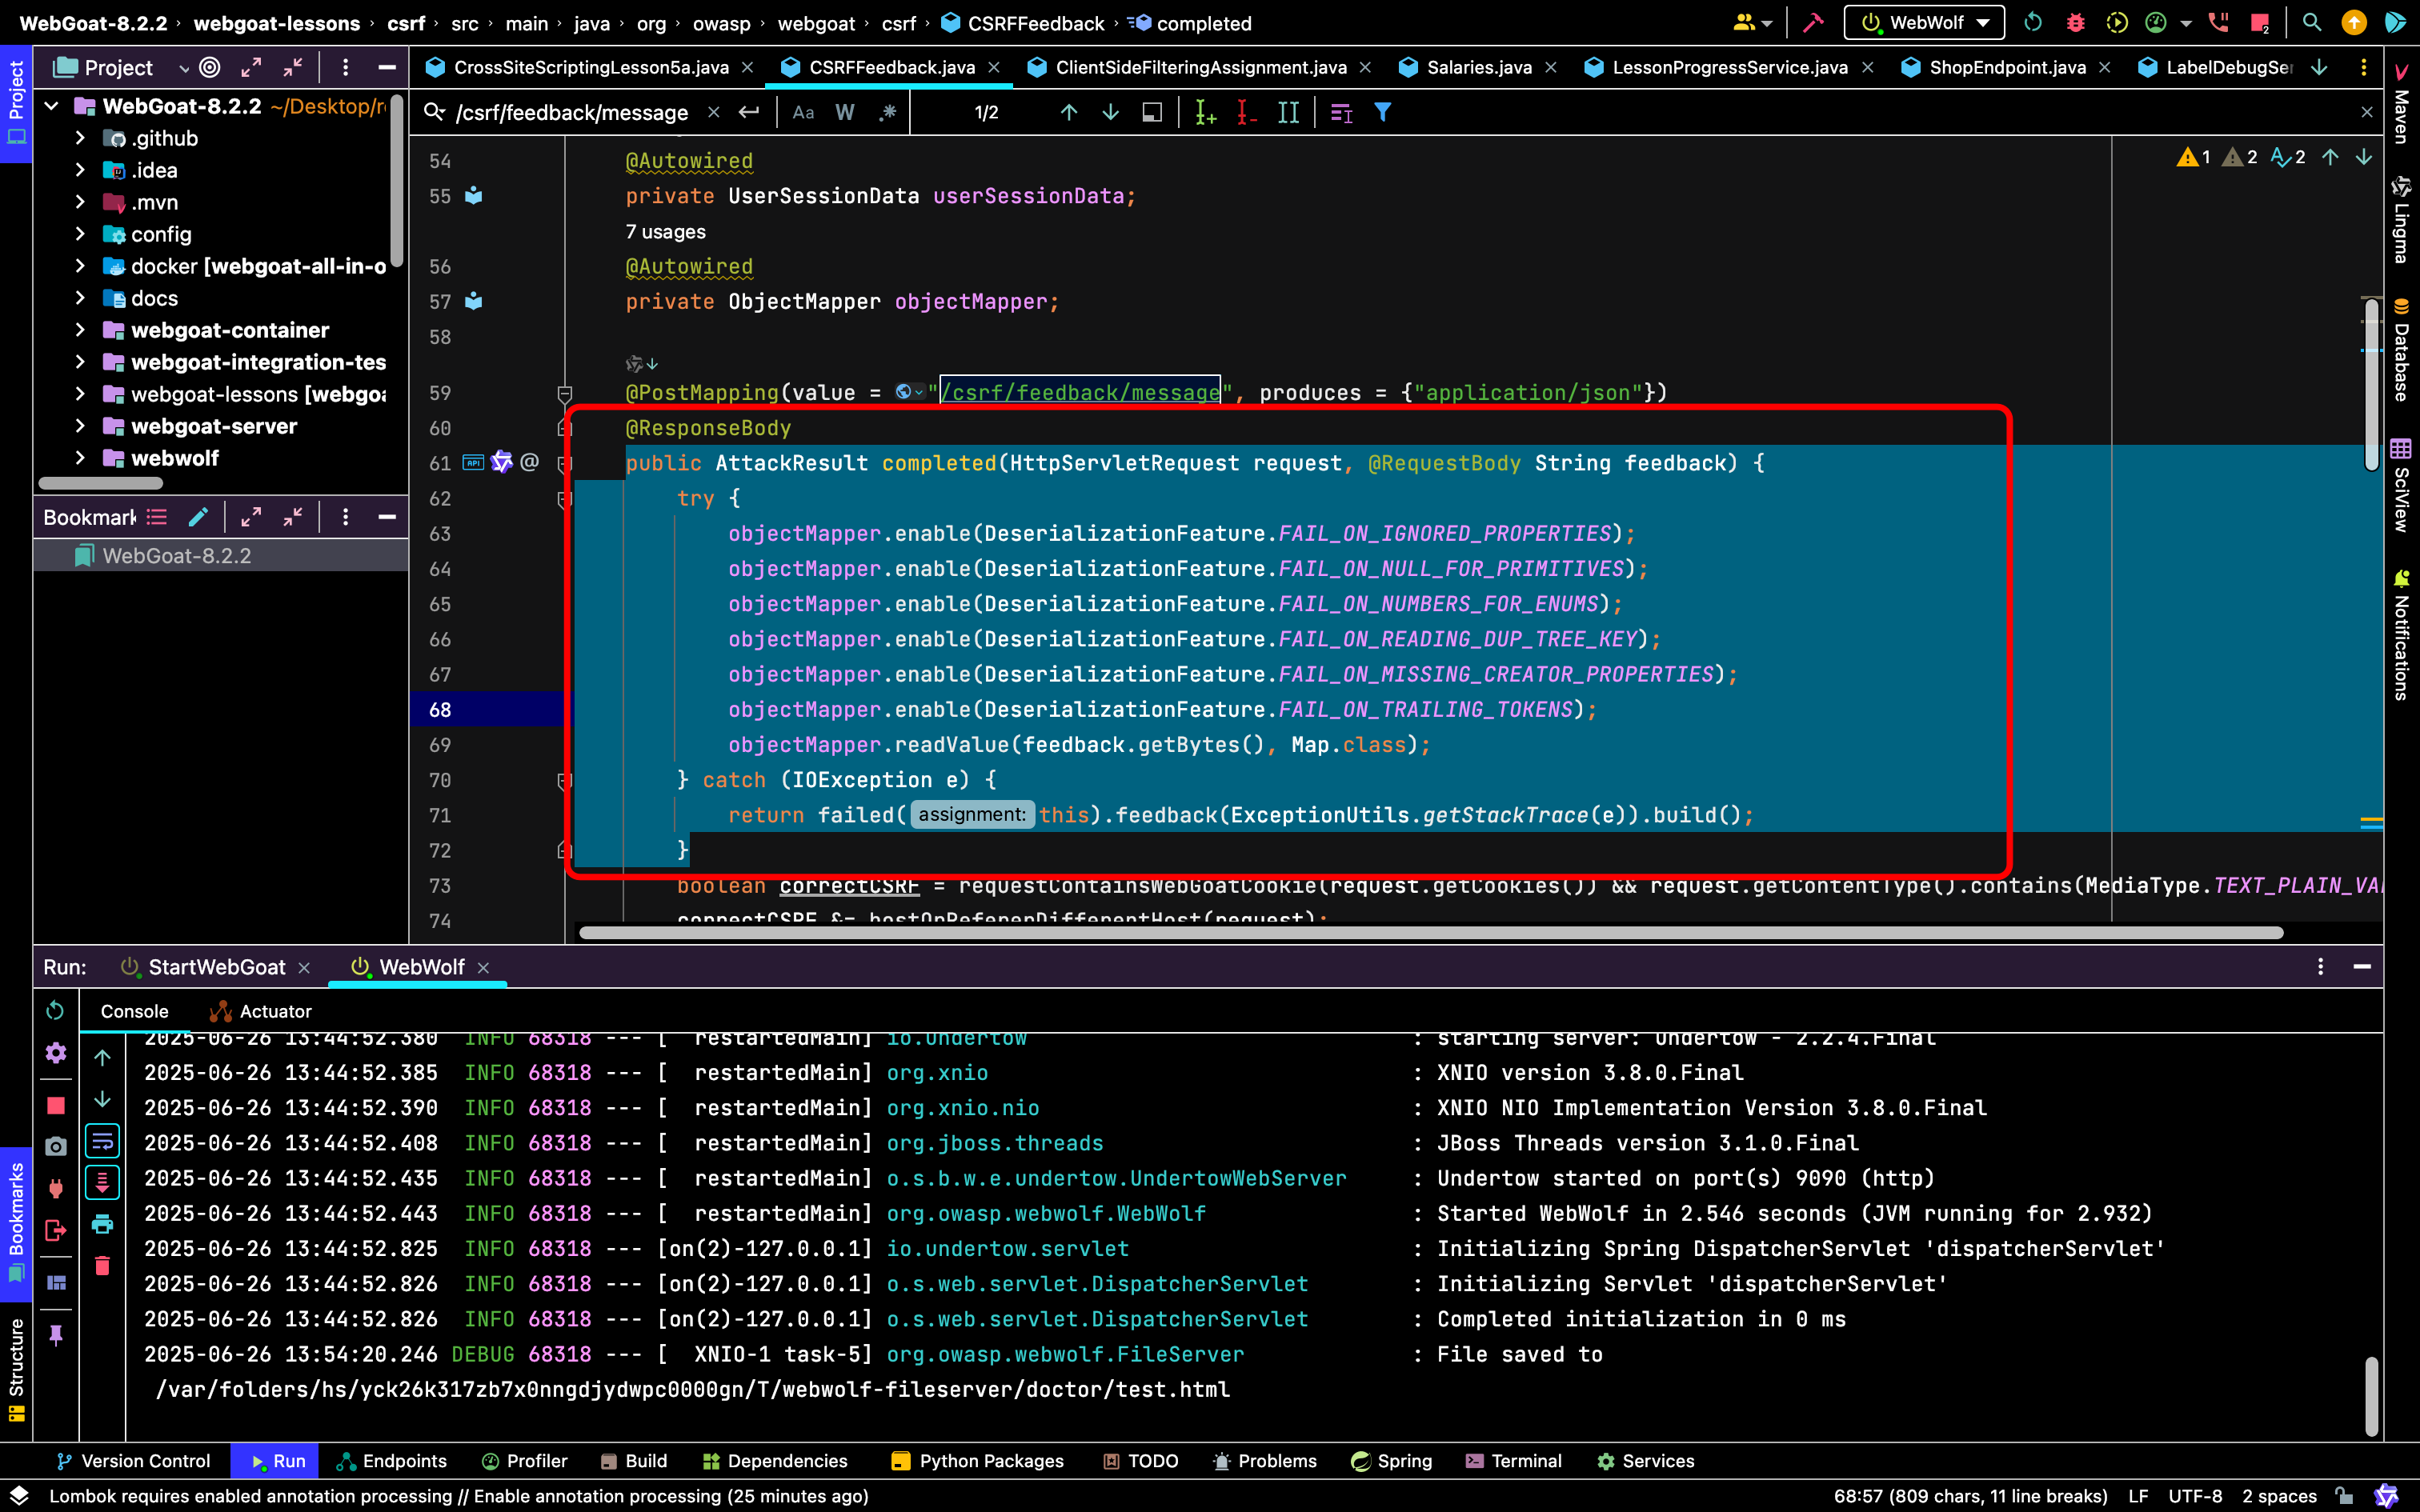 WebGoat-8.2.2 › webgoat-lessons › csrf › src › main › java › org › owasp › webgoat › csrf › CSRFFeedback › completed
WebWolf
Project
CrossSiteScriptingLesson5a.java
CSRFFeedback.java
ClientSideFilteringAssignment.java
Salaries.java
LessonProgressService.java
ShopEndpoint.java
LabelDebugSer
/csrf/feedback/message
Aa W .*
1/2
WebGoat-8.2.2 ~/Desktop/r
.github
.idea
.mvn
config
docker [webgoat-all-in-o
docs
webgoat-container
webgoat-integration-tes
webgoat-lessons [webgoa
webgoat-server
webwolf
Bookmark
WebGoat-8.2.2
1 2 2
54 @Autowired
55 private UserSessionData userSessionData;
7 usages
56 @Autowired
57 private ObjectMapper objectMapper;
58
59 @PostMapping(value = "/csrf/feedback/message", produces = {"application/json"})
60 @ResponseBody
61 API @ public AttackResult completed(HttpServletRequest request, @RequestBody String feedback) {
62 try {
63 objectMapper.enable(DeserializationFeature.FAIL_ON_IGNORED_PROPERTIES);
64 objectMapper.enable(DeserializationFeature.FAIL_ON_NULL_FOR_PRIMITIVES);
65 objectMapper.enable(DeserializationFeature.FAIL_ON_NUMBERS_FOR_ENUMS);
66 objectMapper.enable(DeserializationFeature.FAIL_ON_READING_DUP_TREE_KEY);
67 objectMapper.enable(DeserializationFeature.FAIL_ON_MISSING_CREATOR_PROPERTIES);
68 objectMapper.enable(DeserializationFeature.FAIL_ON_TRAILING_TOKENS);
69 objectMapper.readValue(feedback.getBytes(), Map.class);
70 } catch (IOException e) {
71 return failed( assignment: this).feedback(ExceptionUtils.getStackTrace(e)).build();
72 }
73 boolean correctCSRF = requestContainsWebGoatCookie(request.getCookies()) && request.getContentType().contains(MediaType.TEXT_PLAIN_VA
74 correctCSRF &= hostOrRefererDifferentHost(request);
Project
Bookmarks
Structure
Maven
Lingma
Database
SciView
Notifications
Run: StartWebGoat WebWolf
Console Actuator
2025-06-26 13:44:52.380 INFO 68318 --- [ restartedMain] io.undertow : starting server: Undertow - 2.2.4.Final
2025-06-26 13:44:52.385 INFO 68318 --- [ restartedMain] org.xnio : XNIO version 3.8.0.Final
2025-06-26 13:44:52.390 INFO 68318 --- [ restartedMain] org.xnio.nio : XNIO NIO Implementation Version 3.8.0.Final
2025-06-26 13:44:52.408 INFO 68318 --- [ restartedMain] org.jboss.threads : JBoss Threads version 3.1.0.Final
2025-06-26 13:44:52.435 INFO 68318 --- [ restartedMain] o.s.b.w.e.undertow.UndertowWebServer : Undertow started on port(s) 9090 (http)
2025-06-26 13:44:52.443 INFO 68318 --- [ restartedMain] org.owasp.webwolf.WebWolf : Started WebWolf in 2.546 seconds (JVM running for 2.932)
2025-06-26 13:44:52.825 INFO 68318 --- [on(2)-127.0.0.1] io.undertow.servlet : Initializing Spring DispatcherServlet 'dispatcherServlet'
2025-06-26 13:44:52.826 INFO 68318 --- [on(2)-127.0.0.1] o.s.web.servlet.DispatcherServlet : Initializing Servlet 'dispatcherServlet'
2025-06-26 13:44:52.826 INFO 68318 --- [on(2)-127.0.0.1] o.s.web.servlet.DispatcherServlet : Completed initialization in 0 ms
2025-06-26 13:54:20.246 DEBUG 68318 --- [ XNIO-1 task-5] org.owasp.webwolf.FileServer : File saved to
/var/folders/hs/yck26k317zb7x0nngdjydwpc0000gn/T/webwolf-fileserver/doctor/test.html
Version Control Run Endpoints Profiler Build Dependencies Python Packages TODO Problems Spring Terminal Services
Lombok requires enabled annotation processing // Enable annotation processing (25 minutes ago)
68:57 (809 chars, 11 line breaks) LF UTF-8 2 spaces